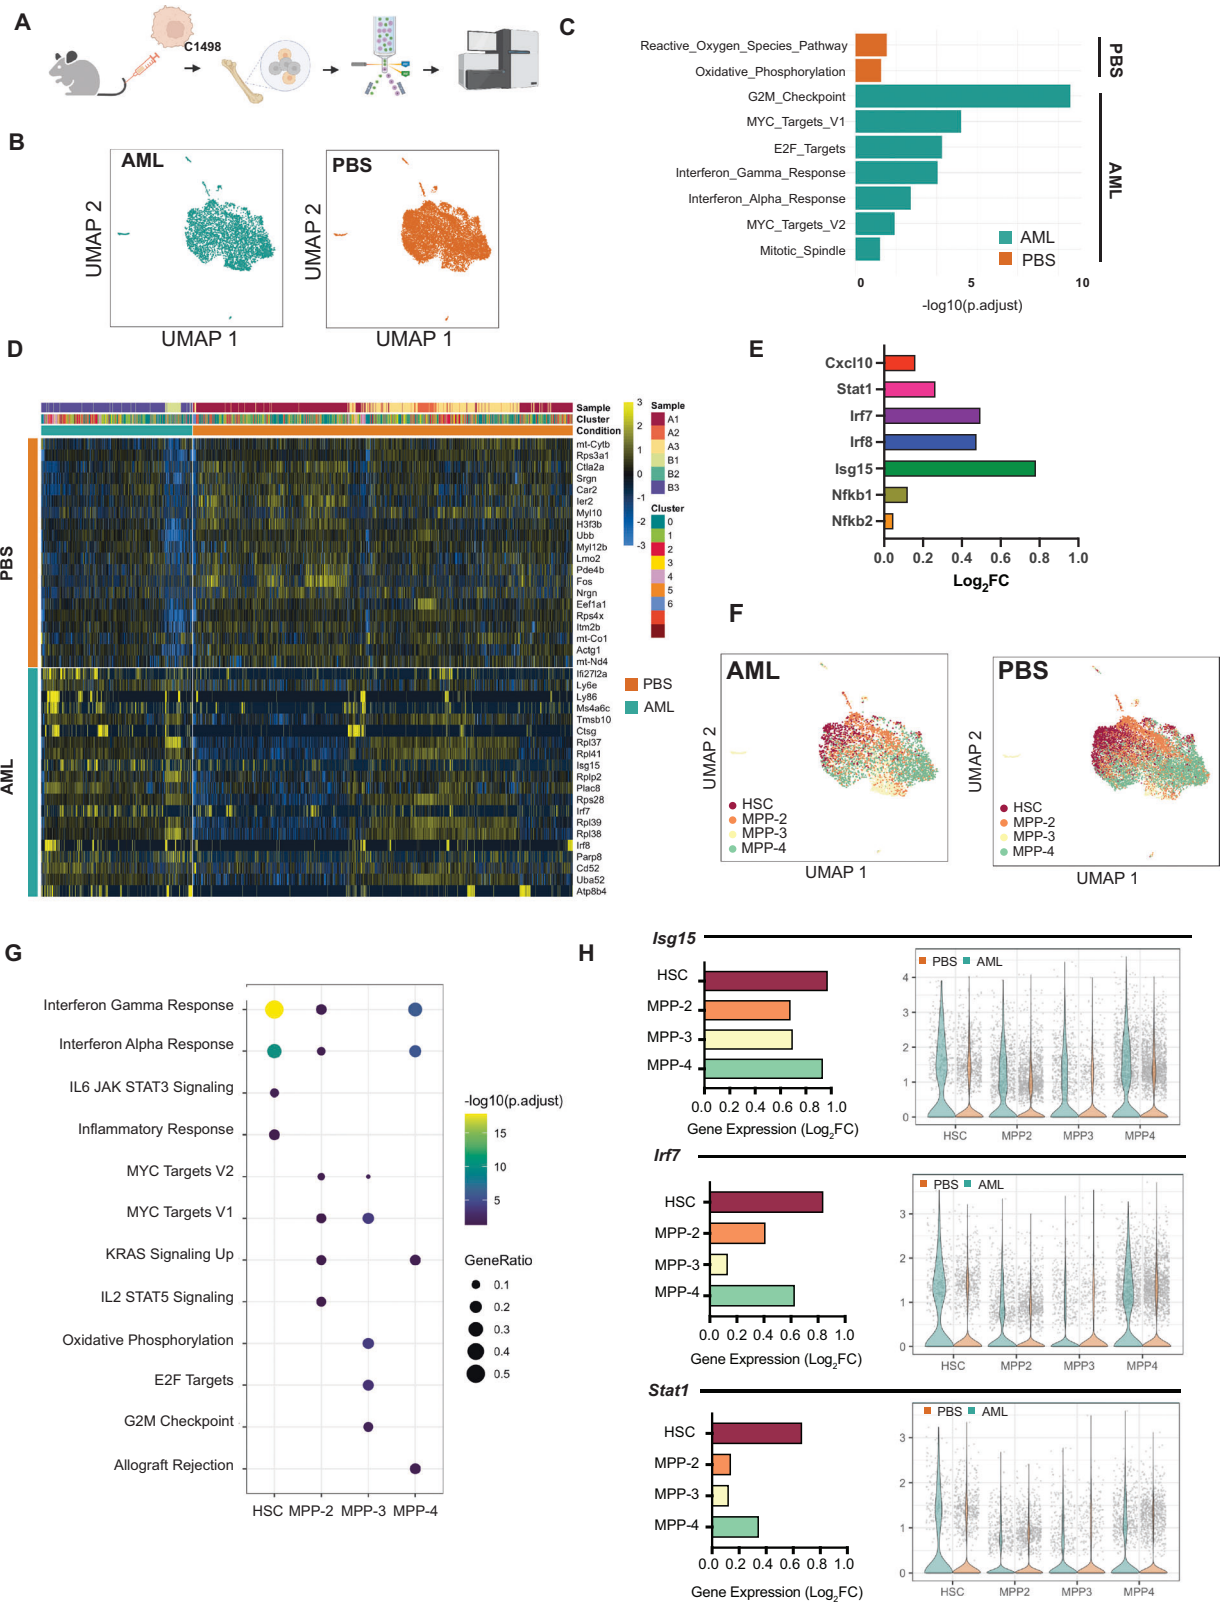 A
C1498
B
AML
PBS
UMAP 2
UMAP 1
UMAP 2
UMAP 1
C
Reactive_Oxygen_Species_Pathway
Oxidative_Phosphorylation
G2M_Checkpoint
MYC_Targets_V1
E2F_Targets
Interferon_Gamma_Response
Interferon_Alpha_Response
MYC_Targets_V2
Mitotic_Spindle
PBS
AML
AML
PBS
0 5 10
-log10(p.adjust)
D
Sample
Cluster
Condition
PBS
mt-Cytb
Rps3a1
Ctla2a
Srgn
Car2
Ier2
Myl10
H3f3b
Ubb
Myl12b
Lmo2
Pde4b
Fos
Nrgn
Eef1a1
Rps4x
Itm2b
mt-Co1
Actg1
mt-Nd4
AML
Ifi27l2a
Ly6e
Ly86
Ms4a6c
Tmsb10
Ctsg
Rpl37
Rpl41
Isg15
Rplp2
Plac8
Rps28
Irf7
Rpl39
Rpl38
Irf8
Parp8
Cd52
Uba52
Atp8b4
3
2
1
0
-1
-2
-3
Sample
A1
A2
A3
B1
B2
B3
Cluster
0
1
2
3
4
5
6
PBS
AML
E
Cxcl10
Stat1
Irf7
Irf8
Isg15
Nfkb1
Nfkb2
0.0 0.2 0.4 0.6 0.8 1.0
Log2FC
F
AML
UMAP 2
HSC
MPP-2
MPP-3
MPP-4
UMAP 1
PBS
UMAP 2
HSC
MPP-2
MPP-3
MPP-4
UMAP 1
G
Interferon Gamma Response
Interferon Alpha Response
IL6 JAK STAT3 Signaling
Inflammatory Response
MYC Targets V2
MYC Targets V1
KRAS Signaling Up
IL2 STAT5 Signaling
Oxidative Phosphorylation
E2F Targets
G2M Checkpoint
Allograft Rejection
HSC MPP-2 MPP-3 MPP-4
-log10(p.adjust)
15
10
5
GeneRatio
0.1
0.2
0.3
0.4
0.5
H
Isg15
HSC
MPP-2
MPP-3
MPP-4
0.0 0.2 0.4 0.6 0.8 1.0
Gene Expression (Log2FC)
PBS AML
4
3
2
1
0
HSC MPP2 MPP3 MPP4
Irf7
HSC
MPP-2
MPP-3
MPP-4
0.0 0.2 0.4 0.6 0.8 1.0
Gene Expression (Log2FC)
PBS AML
3
2
1
0
HSC MPP2 MPP3 MPP4
Stat1
HSC
MPP-2
MPP-3
MPP-4
0.0 0.2 0.4 0.6 0.8 1.0
Gene Expression (Log2FC)
PBS AML
3
2
1
0
HSC MPP2 MPP3 MPP4